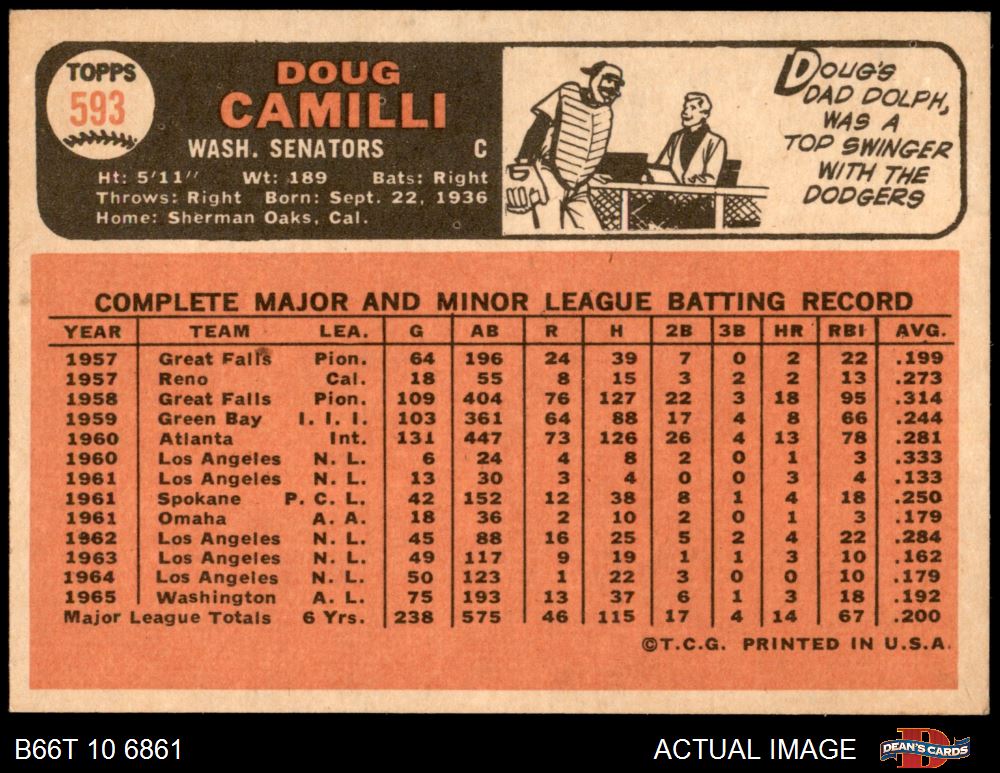 TOPPS
593
DOUG
CAMILLI
WASH. SENATORS C
Ht: 5'11" Wt: 189 Bats: Right
Throws: Right Born: Sept. 22, 1936
Home: Sherman Oaks, Cal.
DOUG'S
DAD DOLPH,
WAS A
TOP SWINGER
WITH THE
DODGERS
COMPLETE MAJOR AND MINOR LEAGUE BATTING RECORD
YEAR TEAM LEA. G AB R H 2B 3B HR RBI AVG.
1957 Great Falls Pion. 64 196 24 39 7 0 2 22 .199
1957 Reno Cal. 18 55 8 15 3 2 2 13 .273
1958 Great Falls Pion. 109 404 76 127 22 3 18 95 .314
1959 Green Bay I. I. I. 103 361 64 88 17 4 8 66 .244
1960 Atlanta Int. 131 447 73 126 26 4 13 78 .281
1960 Los Angeles N. L. 6 24 4 8 2 0 1 3 .333
1961 Los Angeles N. L. 13 30 3 4 0 0 3 4 .133
1961 Spokane P. C. L. 42 152 12 38 8 1 4 18 .250
1961 Omaha A. A. 18 36 2 10 2 0 1 3 .179
1962 Los Angeles N. L. 45 88 16 25 5 2 4 22 .284
1963 Los Angeles N. L. 49 117 9 19 1 1 3 10 .162
1964 Los Angeles N. L. 50 123 1 22 3 0 0 10 .179
1965 Washington A. L. 75 193 13 37 6 1 3 18 .192
Major League Totals 6 Yrs. 238 575 46 115 17 4 14 67 .200
©T.C.G. PRINTED IN U.S.A.
B66T 10 6861
ACTUAL IMAGE
DEAN'S CARDS